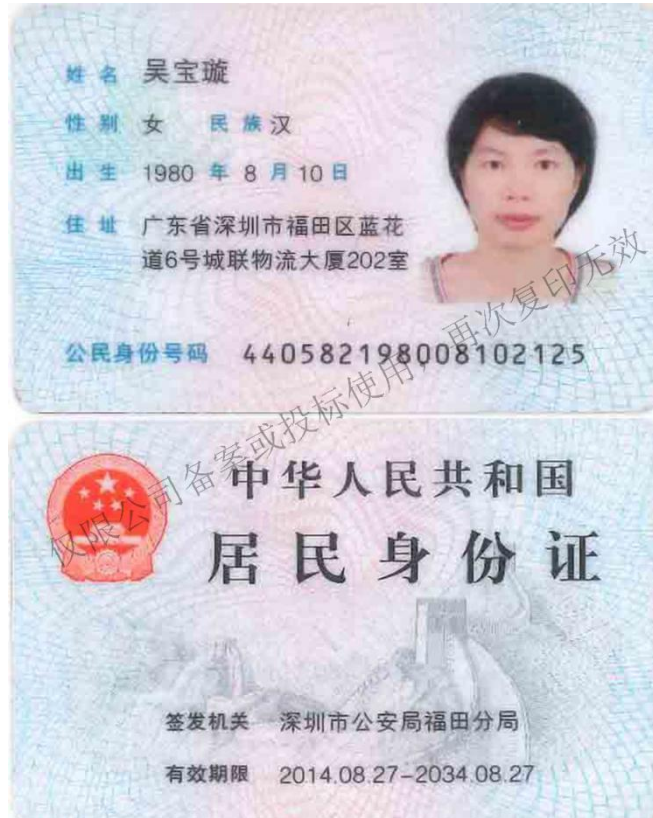 姓名 吴宝璇
性别 女 民族 汉
出生 1980 年 8 月 10 日
住址 广东省深圳市福田区蓝花
道6号城联物流大厦202室
公民身份号码 440582198008102125
仅限公司备案或投标使用，再次复印无效
中华人民共和国
居民身份证
签发机关 深圳市公安局福田分局
有效期限 2014.08.27-2034.08.27